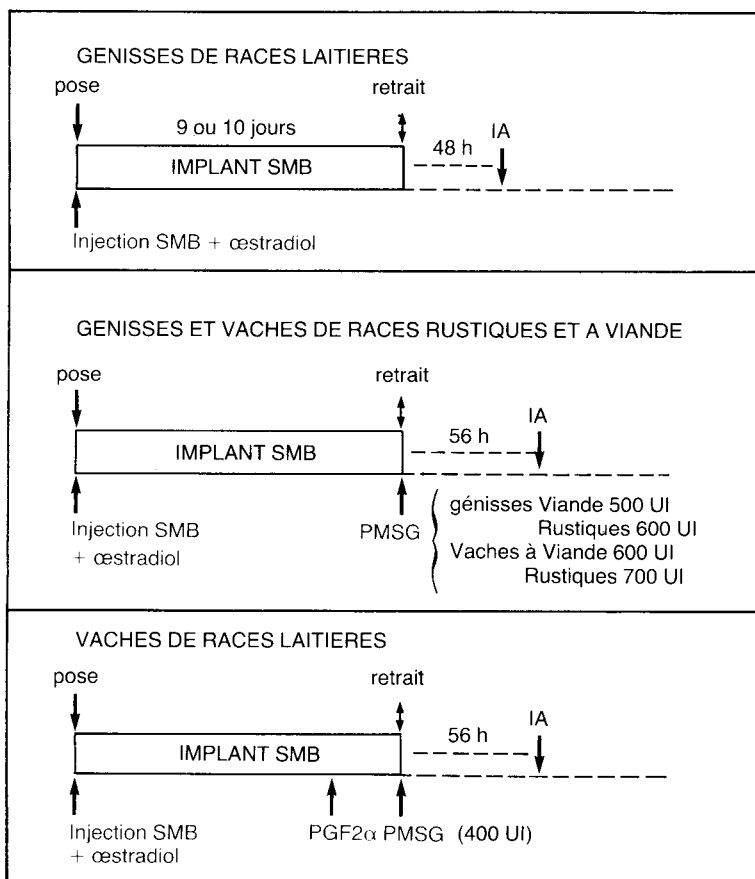 GENISSES DE RACES LAITIERES
pose retrait
9 ou 10 jours IA
IMPLANT SMB 48 h
Injection SMB + œstradiol
GENISSES ET VACHES DE RACES RUSTIQUES ET A VIANDE
pose retrait
IA
IMPLANT SMB 56 h
Injection SMB PMSG génisses Viande 500 UI
+ œstradiol Rustiques 600 UI
Vaches à Viande 600 UI
Rustiques 700 UI
VACHES DE RACES LAITIERES
pose retrait
IA
IMPLANT SMB 56 h
Injection SMB PGF2α PMSG (400 UI)
+ œstradiol